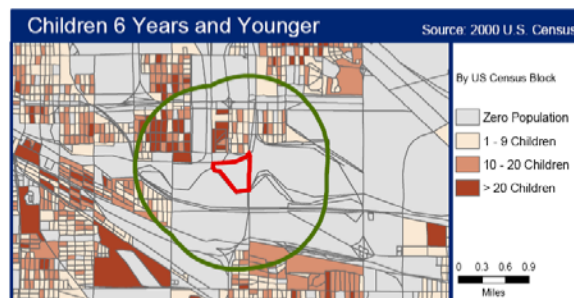 Children 6 Years and Younger
Source: 2000 U.S. Census
By US Census Block
Zero Population
1 - 9 Children
10 - 20 Children
> 20 Children
0 0.3 0.6 0.9
Miles